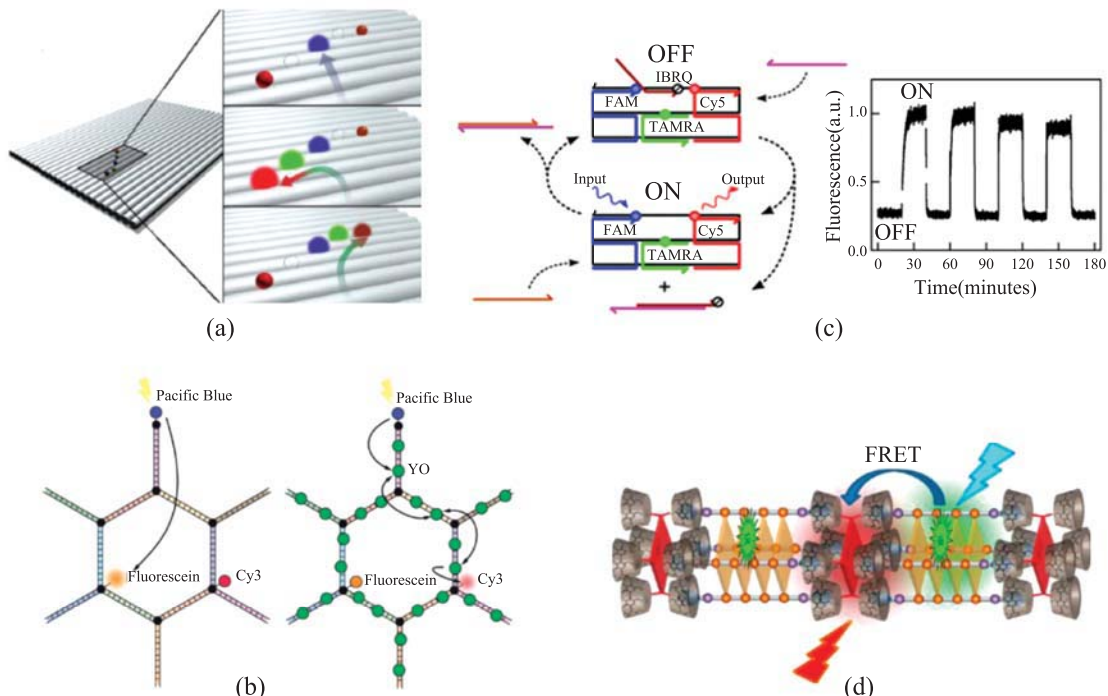 (a)
OFF
IBRQ
FAM
Cy5
TAMRA
Input
ON
Output
FAM
Cy5
TAMRA
+
Fluorescence(a.u.)
1.0
0.5
0.0
ON
OFF
0 30 60 90 120 150 180
Time(minutes)
(c)
Pacific Blue
Fluorescein
Cy3
Pacific Blue
YO
Fluorescein
Cy3
(b)
FRET
(d)